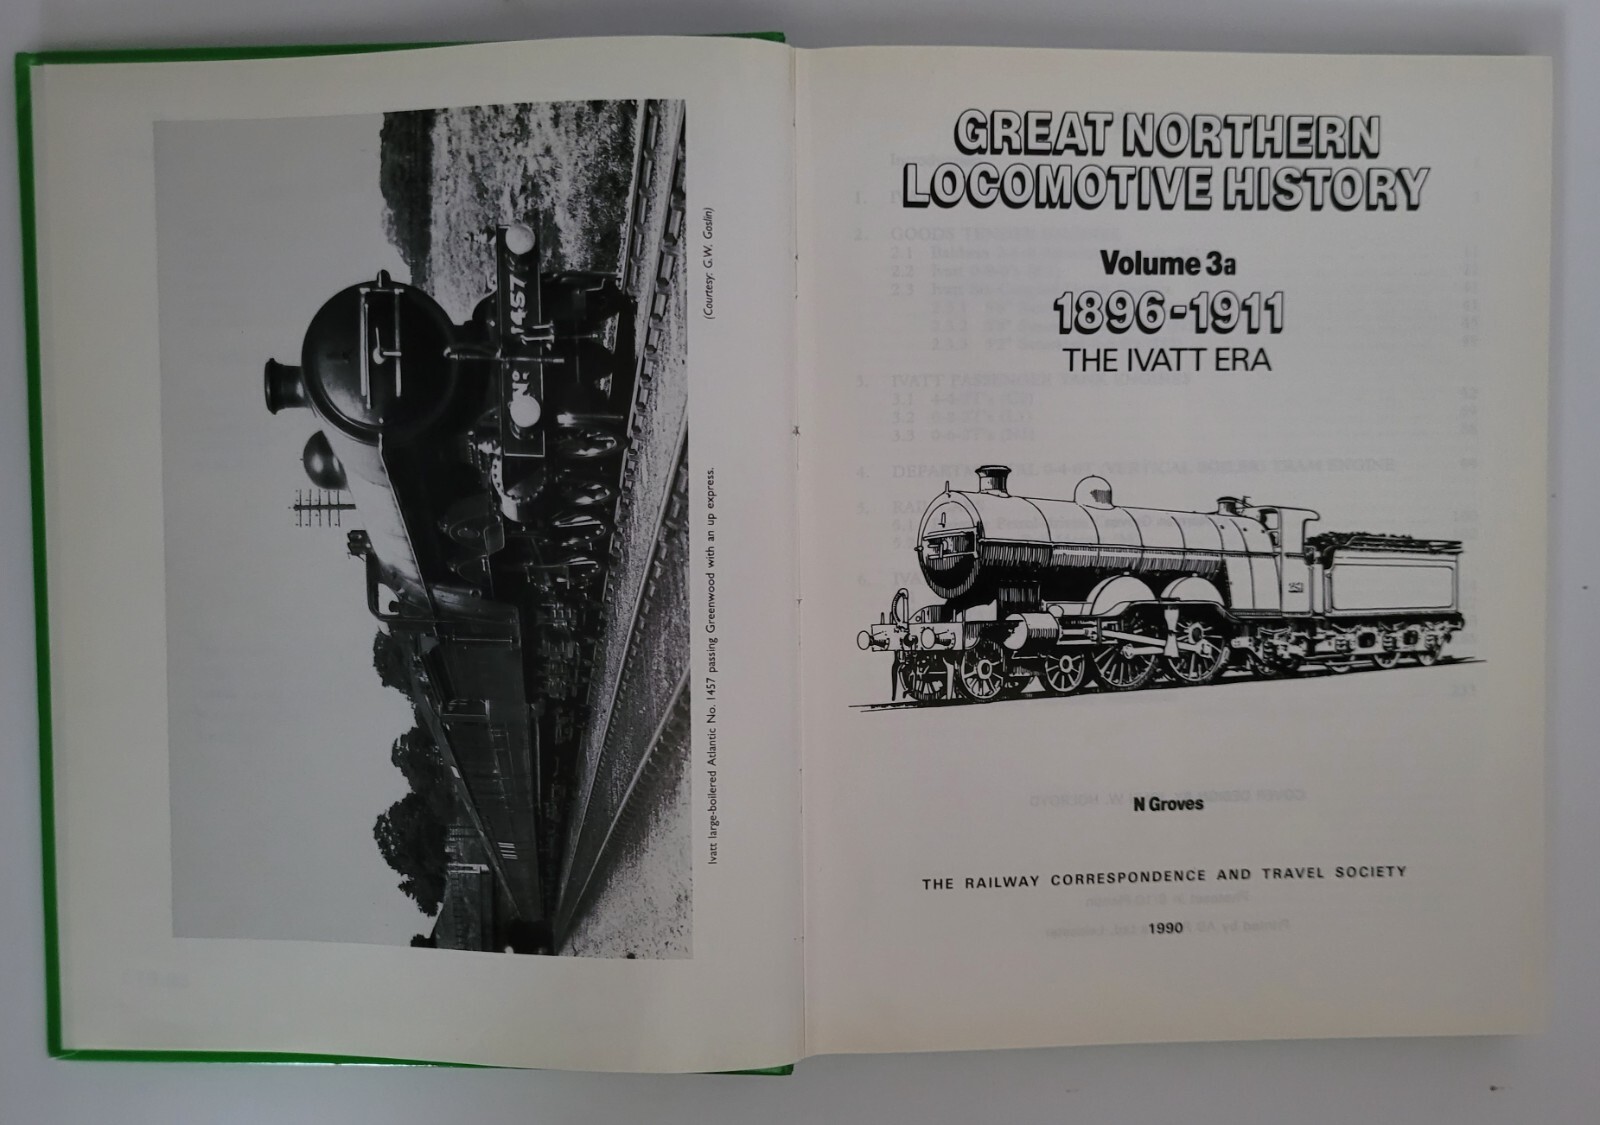 No. 1457
Ivatt large-boilered Atlantic No. 1457 passing Greenwood with an up express.
(Courtesy: G.W. Goslin)
GREAT NORTHERN
LOCOMOTIVE HISTORY
Volume 3a
1896-1911
THE IVATT ERA
N Groves
THE RAILWAY CORRESPONDENCE AND TRAVEL SOCIETY
1990